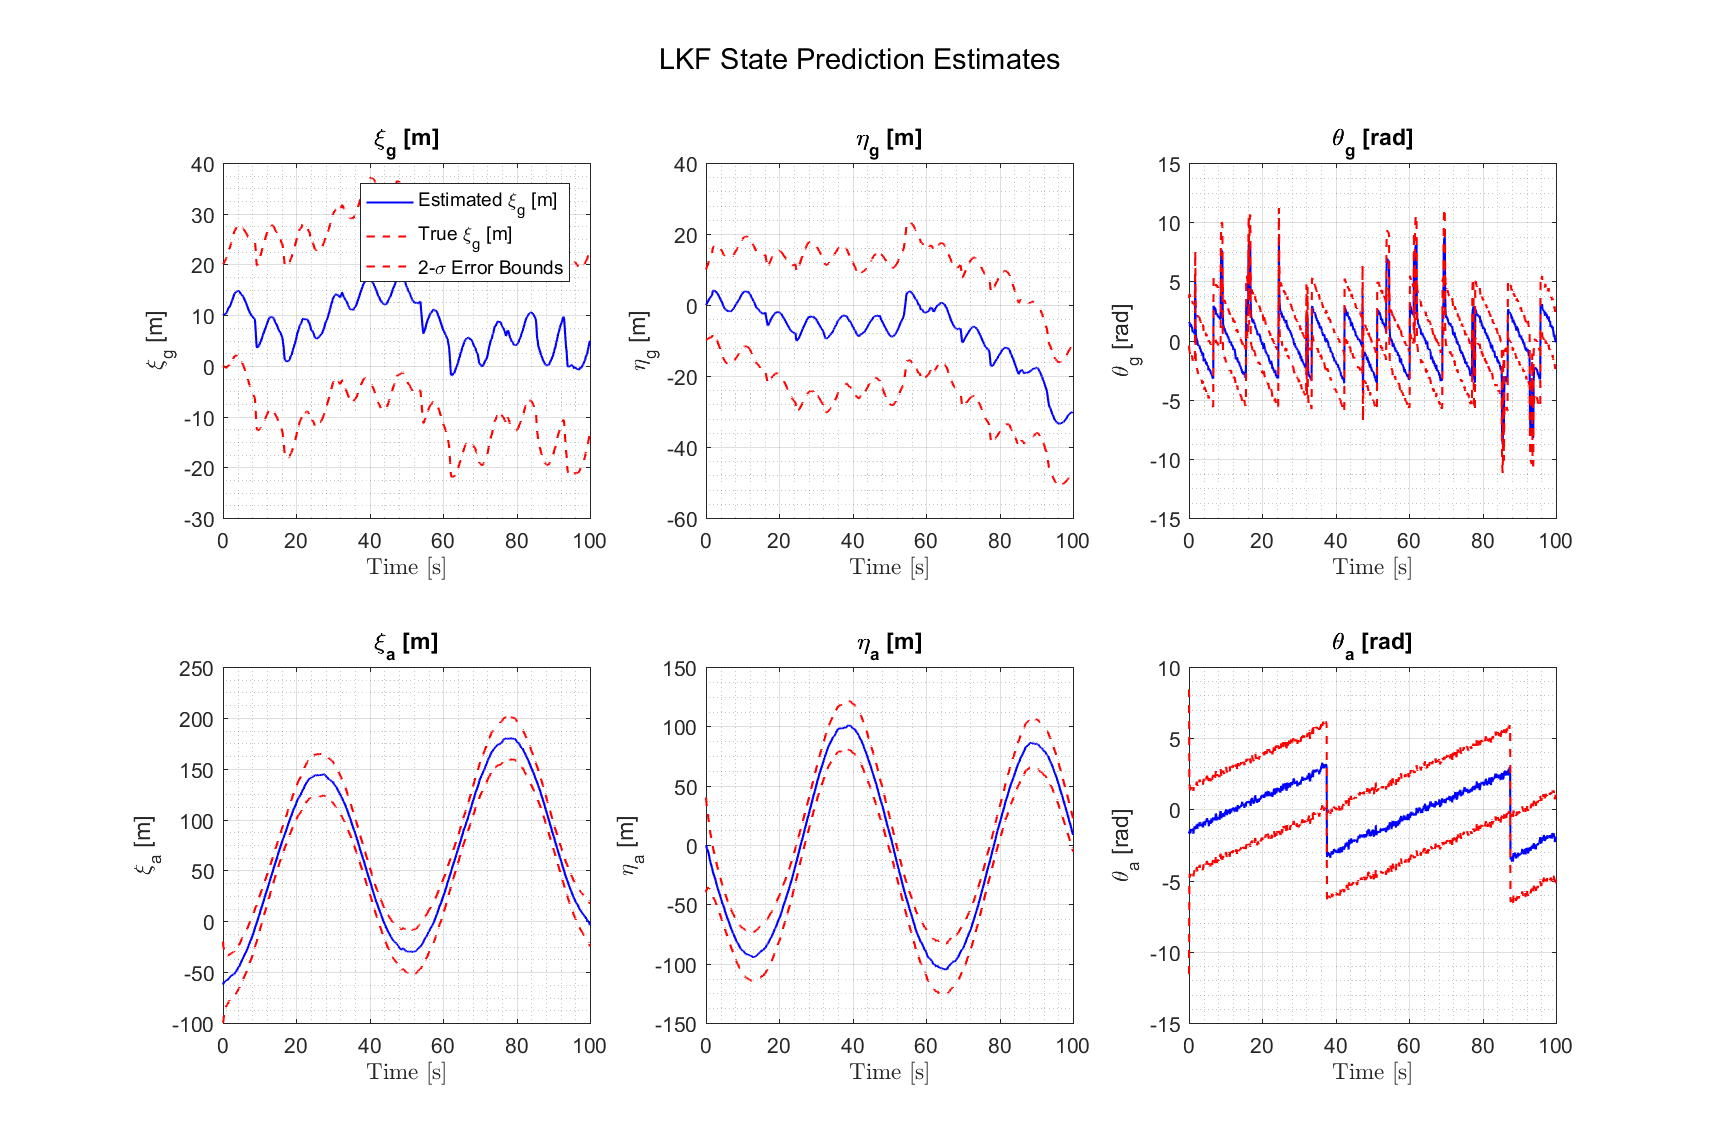 LKF State Prediction Estimates
ξg [m]
40
30
20
10
0
-10
-20
-30
ξg [m]
Estimated ξg [m]
True ξg [m]
2-σ Error Bounds
0 20 40 60 80 100
Time [s]
ηg [m]
40
20
0
-20
-40
-60
ηg [m]
0 20 40 60 80 100
Time [s]
θg [rad]
15
10
5
0
-5
-10
-15
θg [rad]
0 20 40 60 80 100
Time [s]
ξa [m]
250
200
150
100
50
0
-50
-100
ξa [m]
0 20 40 60 80 100
Time [s]
ηa [m]
150
100
50
0
-50
-100
-150
ηa [m]
0 20 40 60 80 100
Time [s]
θa [rad]
10
5
0
-5
-10
-15
θa [rad]
0 20 40 60 80 100
Time [s]